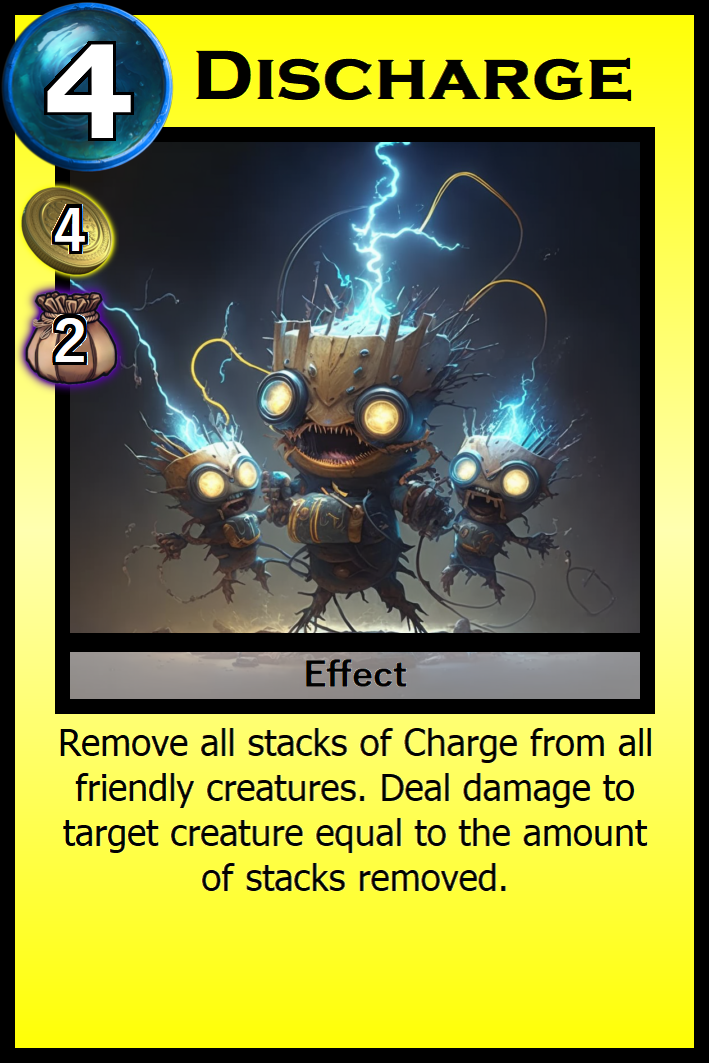 4
Discharge
4
2
Effect
Remove all stacks of Charge from all
friendly creatures. Deal damage to
target creature equal to the amount
of stacks removed.